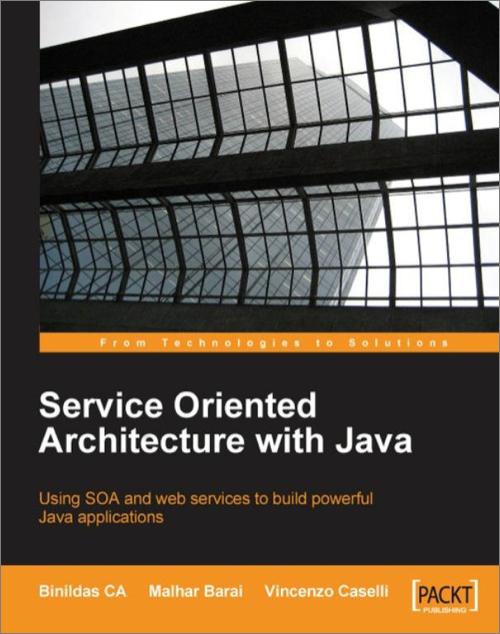 From Technologies to Solutions
Service Oriented
Architecture with Java
Using SOA and web services to build powerful
Java applications
Binildas CA Malhar Barai Vincenzo Caselli
PACKT
PUBLISHING